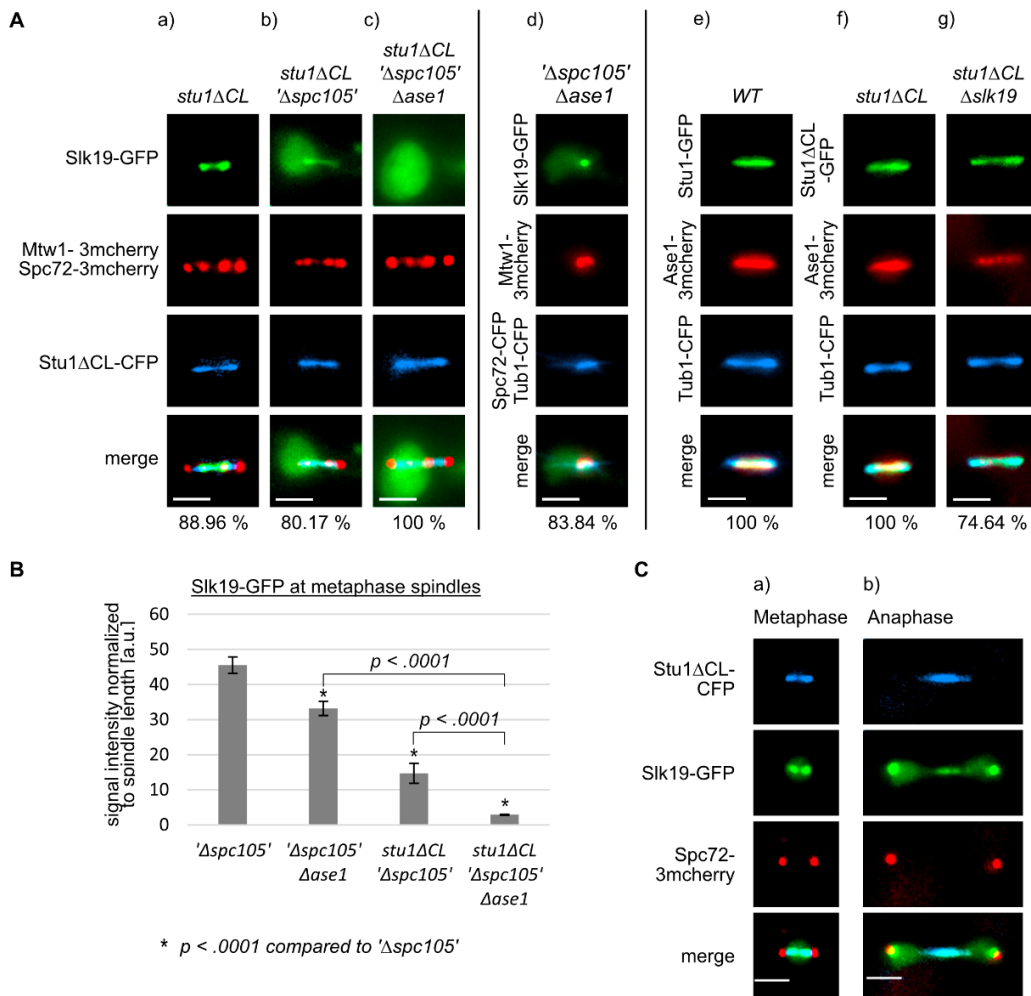 A
a)
b)
c)
d)
e)
f)
g)
stu1ΔCL
stu1ΔCL
'Δspc105'
stu1ΔCL
'Δspc105'
Δase1
'Δspc105'
Δase1
WT
stu1ΔCL
stu1ΔCL
Δslk19
Slk19-GFP
Slk19-GFP
Stu1-GFP
Stu1ΔCL
-GFP
Mtw1- 3mcherry
Spc72-3mcherry
Mtw1-
3mcherry
Ase1-
3mcherry
Ase1-
3mcherry
Stu1ΔCL-CFP
Spc72-CFP
Tub1-CFP
Tub1-CFP
Tub1-CFP
merge
merge
merge
merge
88.96 %
80.17 %
100 %
83.84 %
100 %
100 %
74.64 %
B
Slk19-GFP at metaphase spindles
signal intensity normalized
to spindle length [a.u.]
60
50
40
30
20
10
0
p < .0001
p < .0001
*
*
*
'Δspc105'
'Δspc105'
Δase1
stu1ΔCL
'Δspc105'
stu1ΔCL
'Δspc105'
Δase1
* p < .0001 compared to 'Δspc105'
C
a)
b)
Metaphase
Anaphase
Stu1ΔCL-
CFP
Slk19-GFP
Spc72-
3mcherry
merge